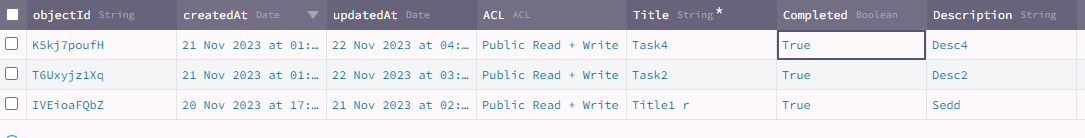 objectId String createdAt Date updatedAt Date ACL ACL Title String* Completed Boolean Description String
K5kj7poufH 21 Nov 2023 at 01:... 22 Nov 2023 at 04:... Public Read + Write Task4 True Desc4
T6Uxyjz1Xq 21 Nov 2023 at 01:... 22 Nov 2023 at 03:... Public Read + Write Task2 True Desc2
IVEioaFQbZ 20 Nov 2023 at 17:... 21 Nov 2023 at 02:... Public Read + Write Title1 r True Sedd